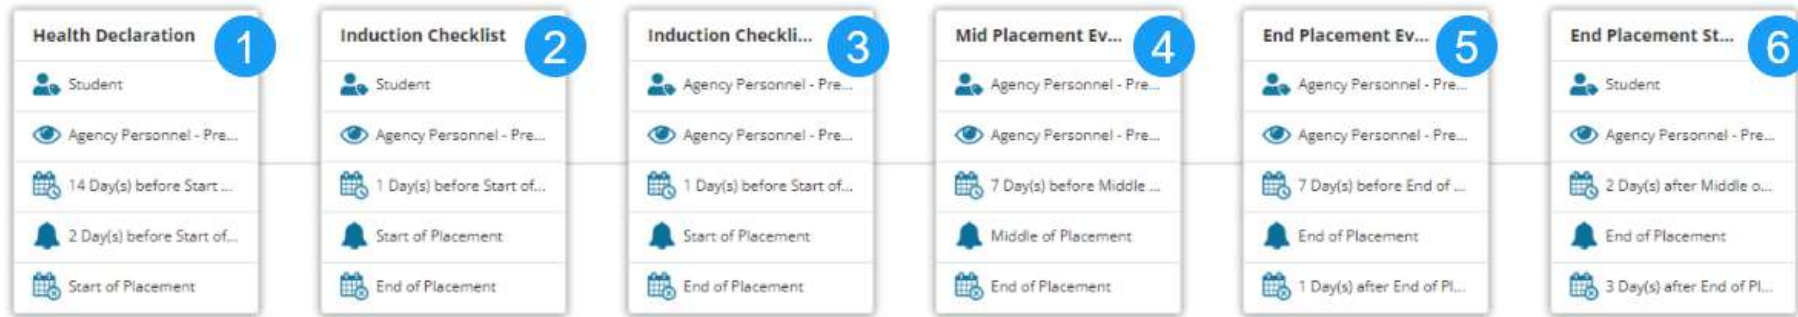 Health Declaration
1
Student
Agency Personnel - Pre...
14 Day(s) before Start ...
2 Day(s) before Start of...
Start of Placement
Induction Checklist
2
Student
Agency Personnel - Pre...
1 Day(s) before Start of...
Start of Placement
End of Placement
Induction Checkli...
3
Agency Personnel - Pre...
Agency Personnel - Pre...
1 Day(s) before Start of...
Start of Placement
End of Placement
Mid Placement Ev...
4
Agency Personnel - Pre...
Agency Personnel - Pre...
7 Day(s) before Middle ...
Middle of Placement
End of Placement
End Placement Ev...
5
Agency Personnel - Pre...
Agency Personnel - Pre...
7 Day(s) before End of ...
End of Placement
1 Day(s) after End of Pl...
End Placement St...
6
Student
Agency Personnel - Pre...
2 Day(s) after Middle o...
End of Placement
3 Day(s) after End of Pl...